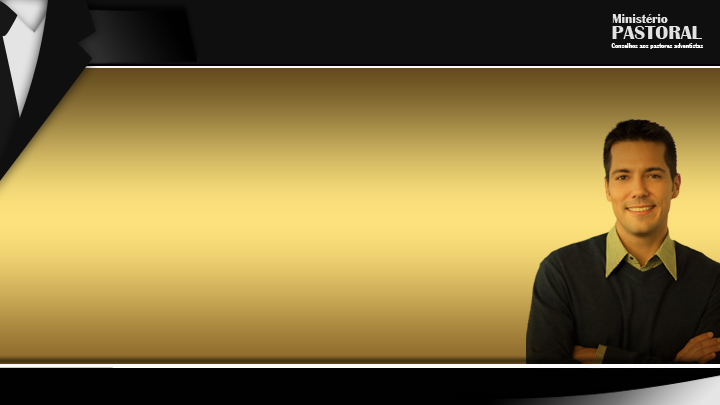 Ministério
PASTORAL
Conselhos aos pastores adventistas